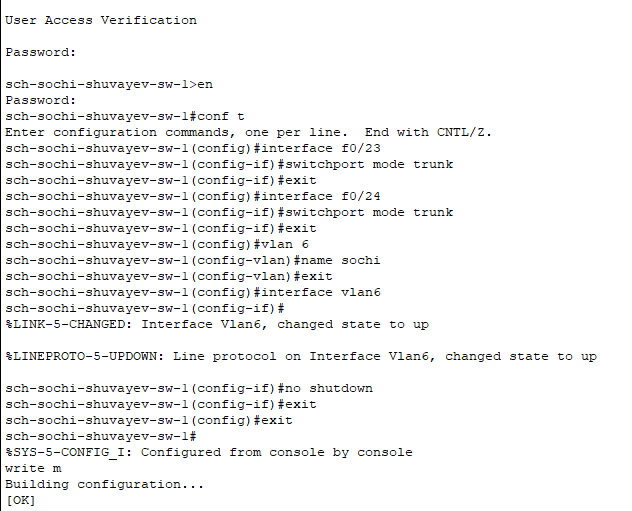 User Access Verification
Password:
sch-sochi-shuvayev-sw-1>en
Password:
sch-sochi-shuvayev-sw-1#conf t
Enter configuration commands, one per line.  End with CNTL/Z.
sch-sochi-shuvayev-sw-1(config)#interface f0/23
sch-sochi-shuvayev-sw-1(config-if)#switchport mode trunk
sch-sochi-shuvayev-sw-1(config-if)#exit
sch-sochi-shuvayev-sw-1(config)#interface f0/24
sch-sochi-shuvayev-sw-1(config-if)#switchport mode trunk
sch-sochi-shuvayev-sw-1(config-if)#exit
sch-sochi-shuvayev-sw-1(config)#vlan 6
sch-sochi-shuvayev-sw-1(config-vlan)#name sochi
sch-sochi-shuvayev-sw-1(config-vlan)#exit
sch-sochi-shuvayev-sw-1(config)#interface vlan6
sch-sochi-shuvayev-sw-1(config-if)#
%LINK-5-CHANGED: Interface Vlan6, changed state to up
%LINEPROTO-5-UPDOWN: Line protocol on Interface Vlan6, changed state to up
sch-sochi-shuvayev-sw-1(config-if)#no shutdown
sch-sochi-shuvayev-sw-1(config-if)#exit
sch-sochi-shuvayev-sw-1(config)#exit
sch-sochi-shuvayev-sw-1#
%SYS-5-CONFIG_I: Configured from console by console
write m
Building configuration...
[OK]